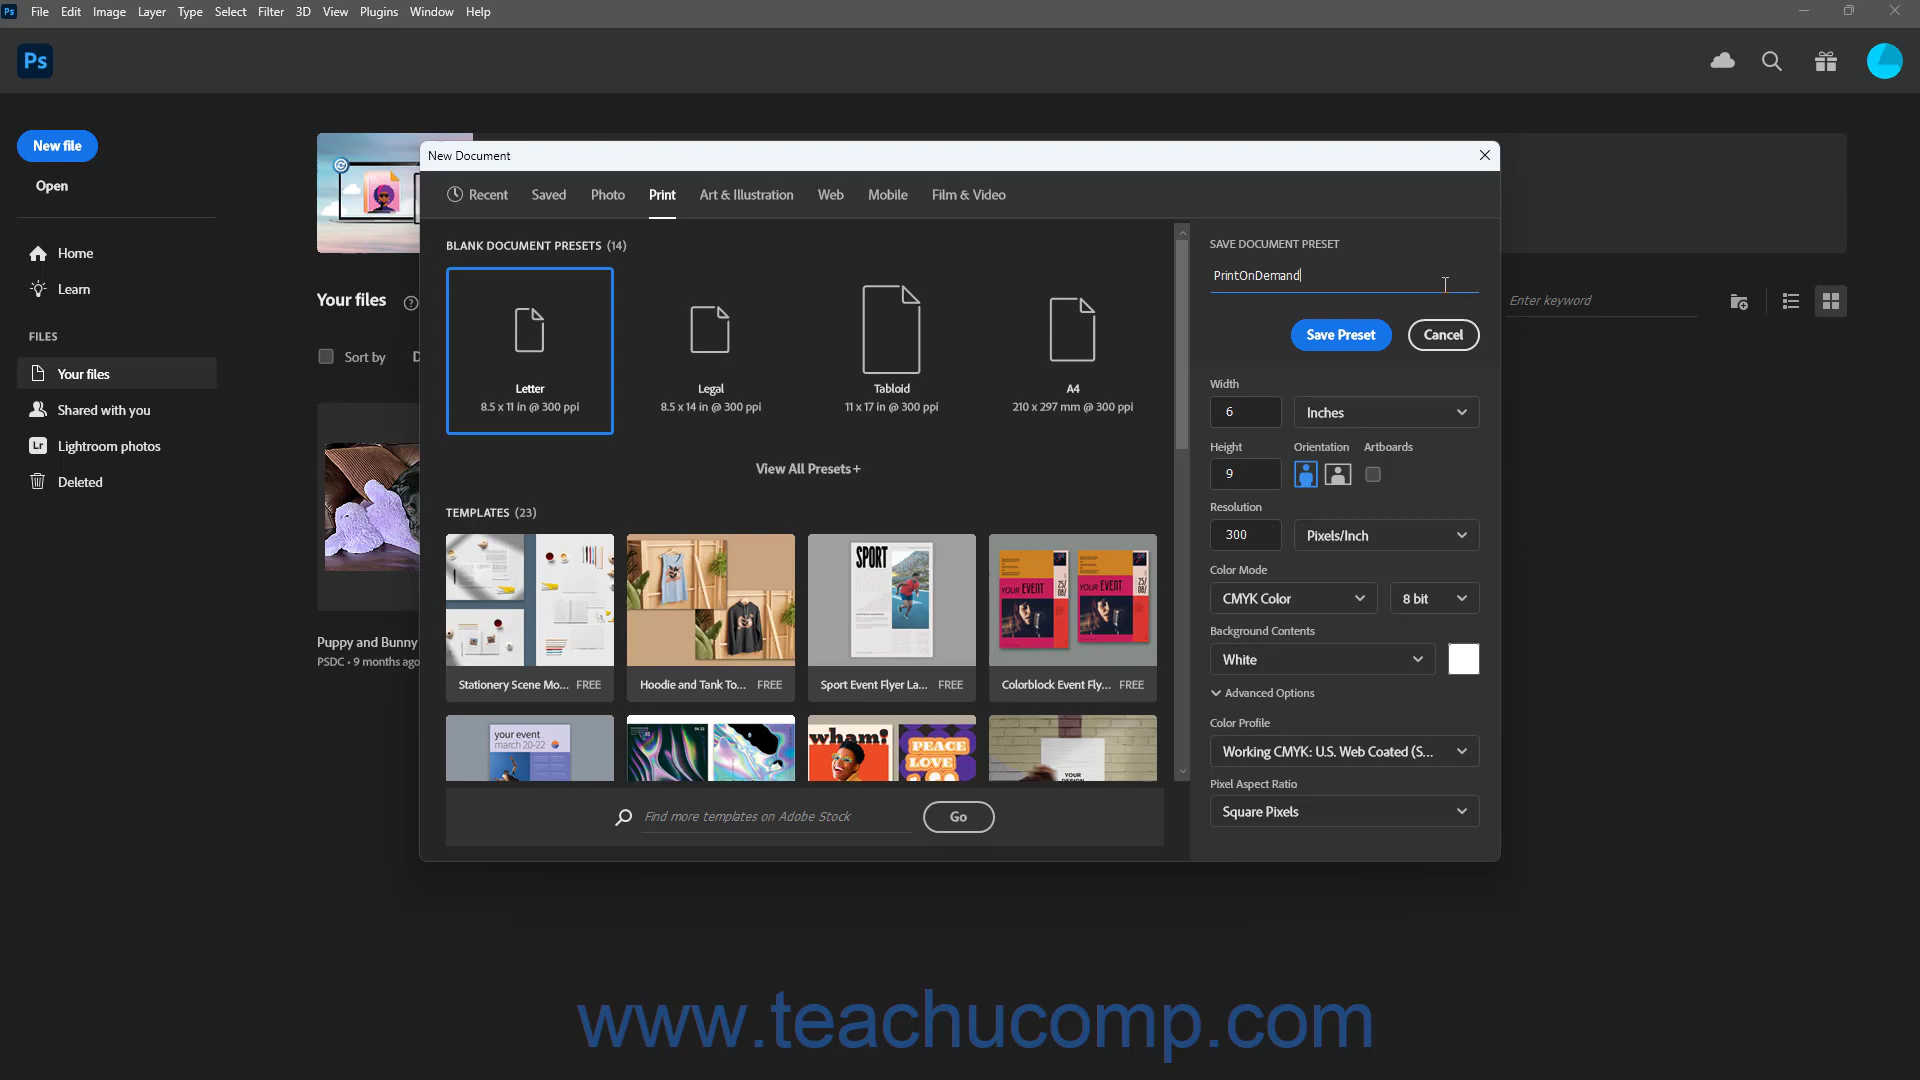 Ps File Edit Image Layer Type Select Filter 3D View Plugins Window Help
Ps
New file
Open
Home
Learn
FILES
Your files
Shared with you
Lr Lightroom photos
Deleted
Your files ?
Sort by D
Enter keyword
Puppy and Bunny
PSDC • 9 months ago
New Document
Recent Saved Photo Print Art & Illustration Web Mobile Film & Video
BLANK DOCUMENT PRESETS (14)
Letter
8.5 x 11 in @ 300 ppi
Legal
8.5 x 14 in @ 300 ppi
Tabloid
11 x 17 in @ 300 ppi
A4
210 x 297 mm @ 300 ppi
View All Presets+
TEMPLATES (23)
SPORT
YOUR EVENT
25/
08/
YOUR EVENT
25/
08/
Stationery Scene Mo... FREE
Hoodie and Tank To... FREE
Sport Event Flyer La... FREE
Colorblock Event Fly... FREE
your event
march 20-22
wham!
PEACE
LOVE
YOUR
DESIGN
Find more templates on Adobe Stock
Go
SAVE DOCUMENT PRESET
PrintOnDemand
Save Preset Cancel
Width
6 Inches
Height Orientation Artboards
9
Resolution
300 Pixels/Inch
Color Mode
CMYK Color 8 bit
Background Contents
White
Advanced Options
Color Profile
Working CMYK: U.S. Web Coated (S...
Pixel Aspect Ratio
Square Pixels
www.teachucomp.com